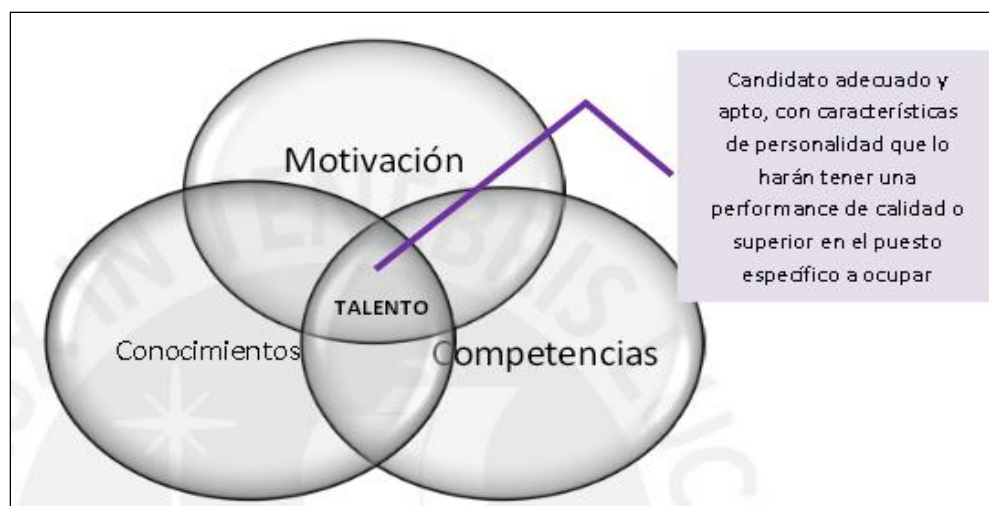 Motivación
TALENTO
Conocimientos
Competencias
Candidato adecuado y
apto, con características
de personalidad que lo
harán tener una
performance de calidad o
superior en el puesto
específico a ocupar